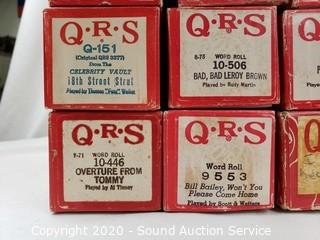 Q·R·S
Q-151
(Original QRS 3377)
From The
CELEBRITY VAULT
18th Street Strut
Played by Thomas "Fats" Waller
Q·R·S
8-73 WORD ROLL
10-506
BAD, BAD LEROY BROWN
Played by Rudy Martin
Q·R·S
9-71 WORD ROLL
10-446
OVERTURE FROM
TOMMY
Played by Al Tinney
Q·R·S
Word Roll
9553
Bill Bailey, Won't You
Please Come Home
Played by Scott & Watters
Copyright 2020 - Sound Auction Service